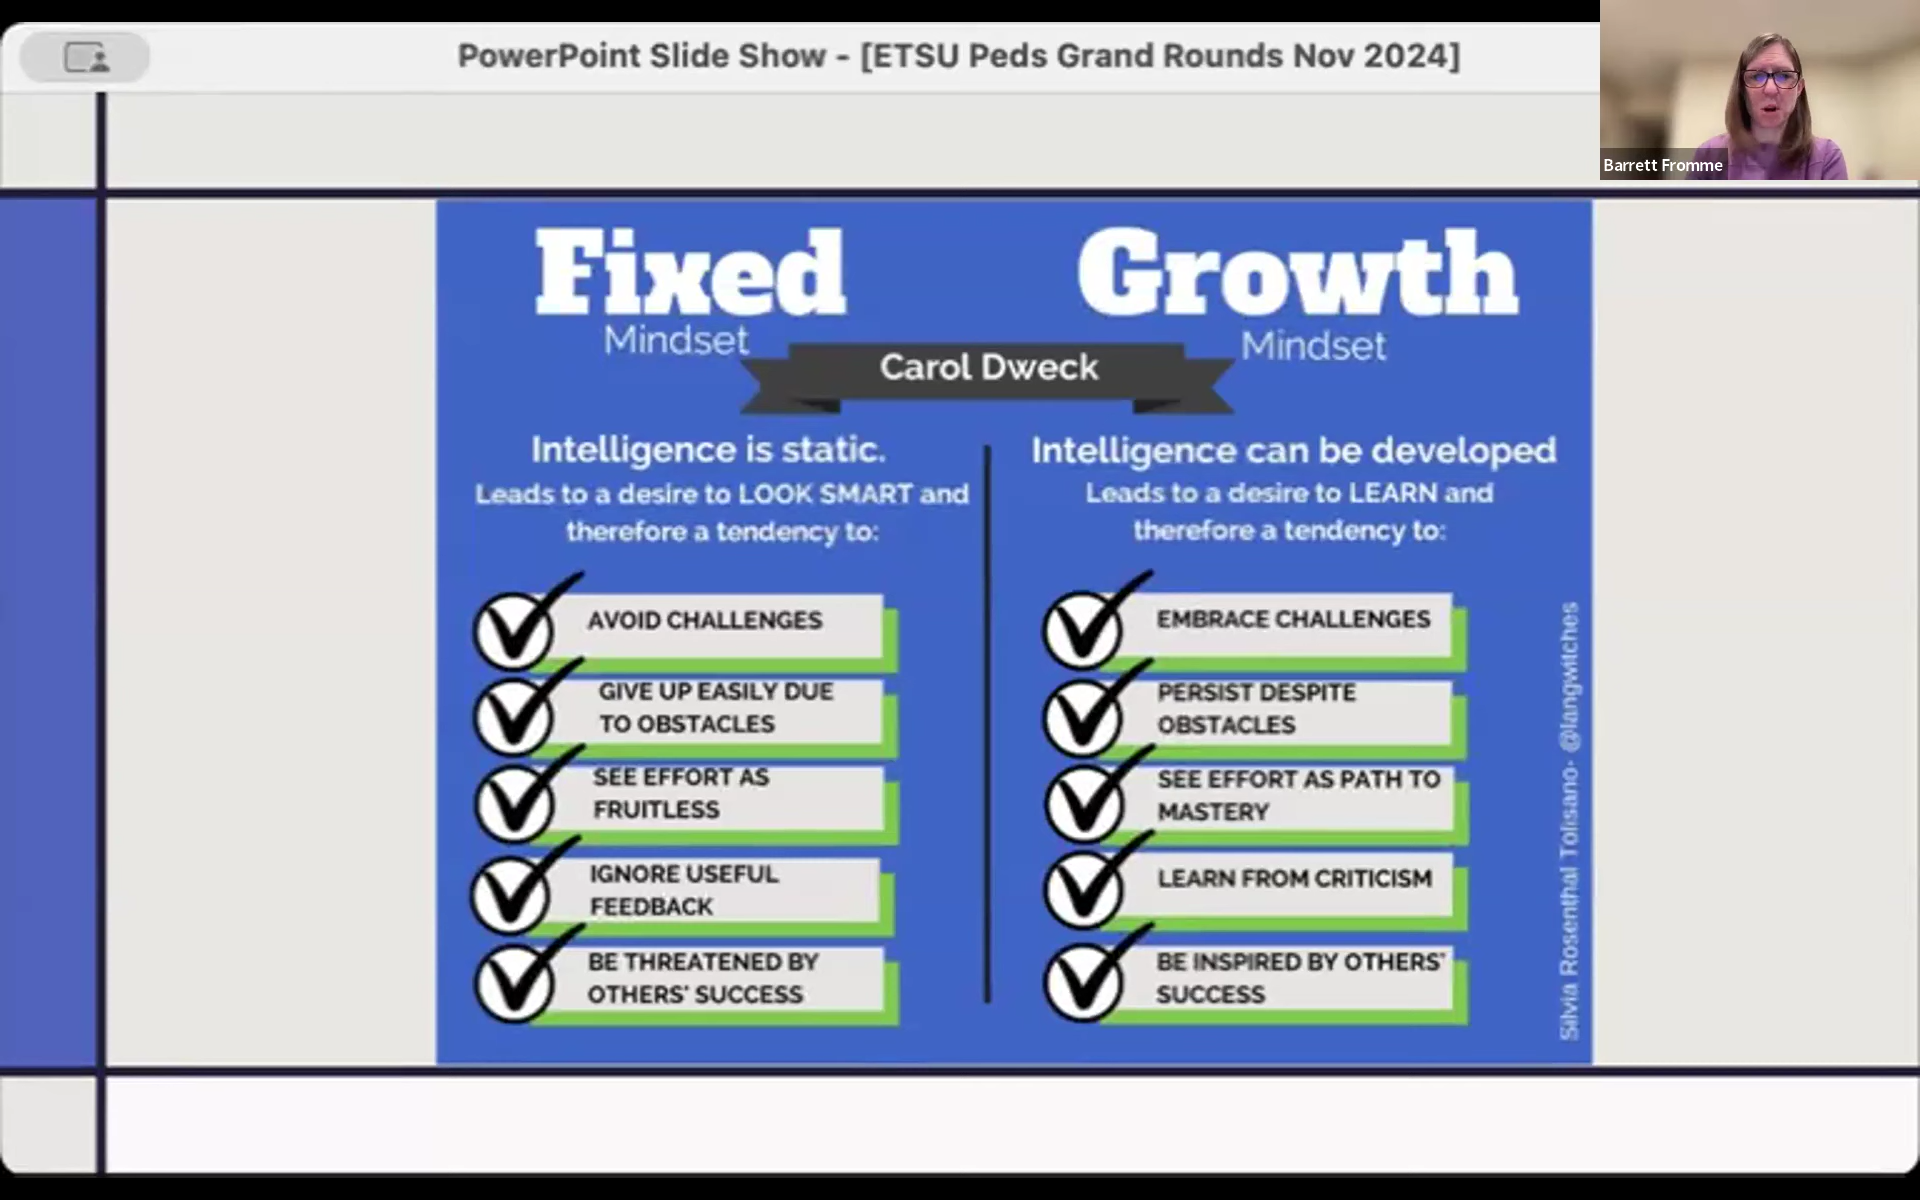 PowerPoint Slide Show - [ETSU Peds Grand Rounds Nov 2024]
Barrett Fromme
Fixed
Mindset
Growth
Mindset
Carol Dweck
Intelligence is static.
Leads to a desire to LOOK SMART and
therefore a tendency to:
AVOID CHALLENGES
GIVE UP EASILY DUE
TO OBSTACLES
SEE EFFORT AS
FRUITLESS
IGNORE USEFUL
FEEDBACK
BE THREATENED BY
OTHERS' SUCCESS
Intelligence can be developed
Leads to a desire to LEARN and
therefore a tendency to:
EMBRACE CHALLENGES
PERSIST DESPITE
OBSTACLES
SEE EFFORT AS PATH TO
MASTERY
LEARN FROM CRITICISM
BE INSPIRED BY OTHERS'
SUCCESS
Silvia Rosenthal Tolisano- @langwitches